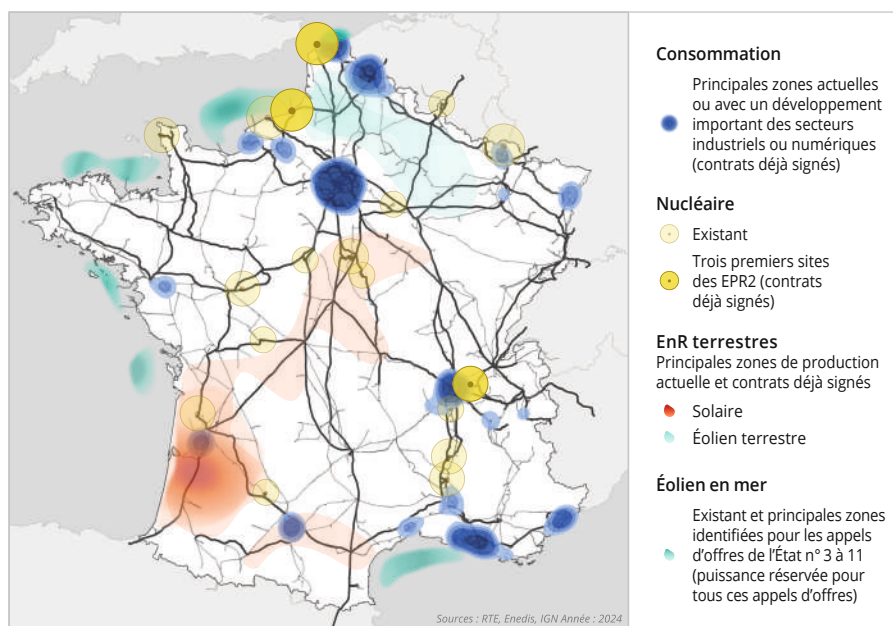 Consommation
Principales zones actuelles
ou avec un développement
important des secteurs
industriels ou numériques
(contrats déjà signés)
Nucléaire
Existant
Trois premiers sites
des EPR2 (contrats
déjà signés)
EnR terrestres
Principales zones de production
actuelle et contrats déjà signés
Solaire
Éolien terrestre
Éolien en mer
Existant et principales zones
identifiées pour les appels
d’offres de l’État n° 3 à 11
(puissance réservée pour
tous ces appels d’offres)
Sources : RTE, Enedis, IGN Année : 2024